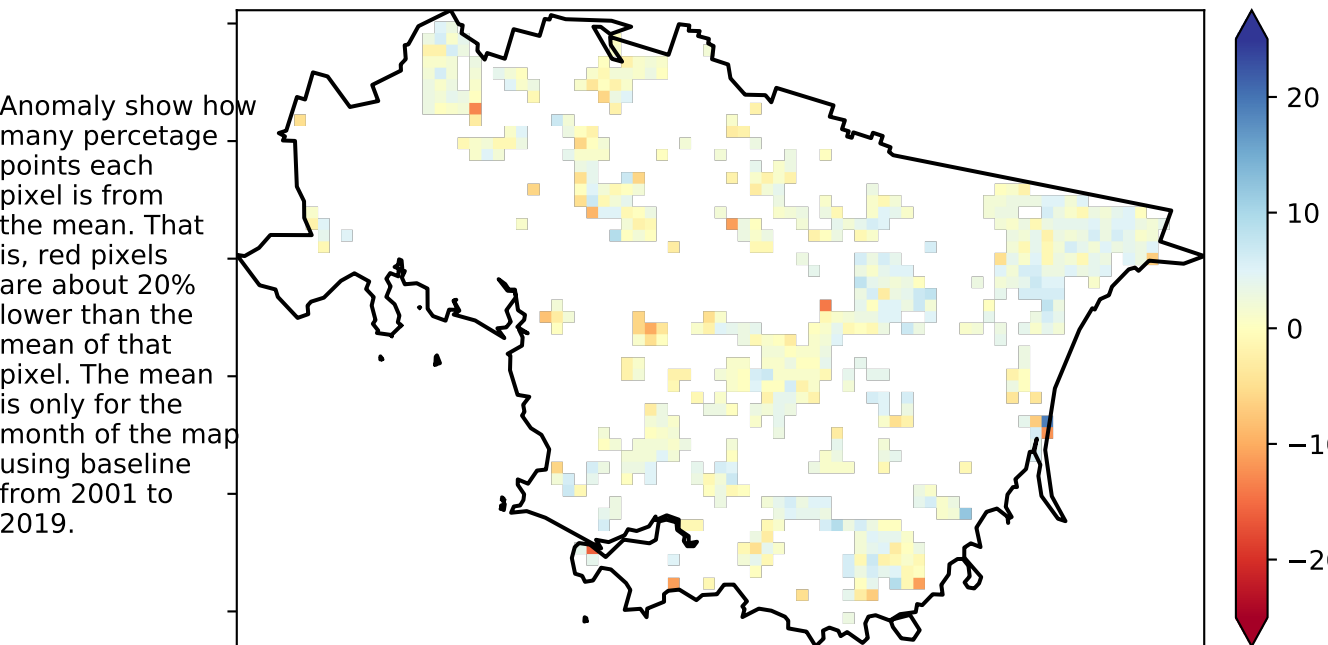 Anomaly show how
many percetage
points each
pixel is from
the mean. That
is, red pixels
are about 20%
lower than the
mean of that
pixel. The mean
is only for the
month of the map
using baseline
from 2001 to
2019.
20
10
0
−10
−20